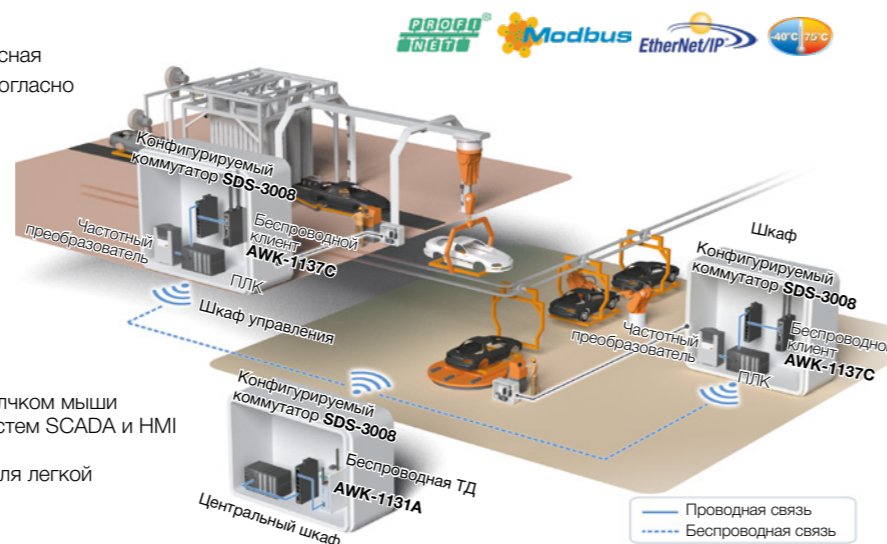 PROFI
NET
Modbus
EtherNet/IP
-40°C 75°C
сная
огласно
Конфигурируемый
коммутатор SDS-3008
Частотный
преобразователь
Беспроводной
клиент
AWK-1137C
ПЛК
Шкаф управления
Шкаф
Конфигурируемый
коммутатор SDS-3008
Частотный
преобразователь
Беспроводной
клиент
AWK-1137C
ПЛК
лчком мыши
стем SCADA и HMI
ля легкой
Конфигурируемый
коммутатор SDS-3008
Беспроводная ТД
AWK-1131A
Центральный шкаф
Проводная связь
Беспроводная связь